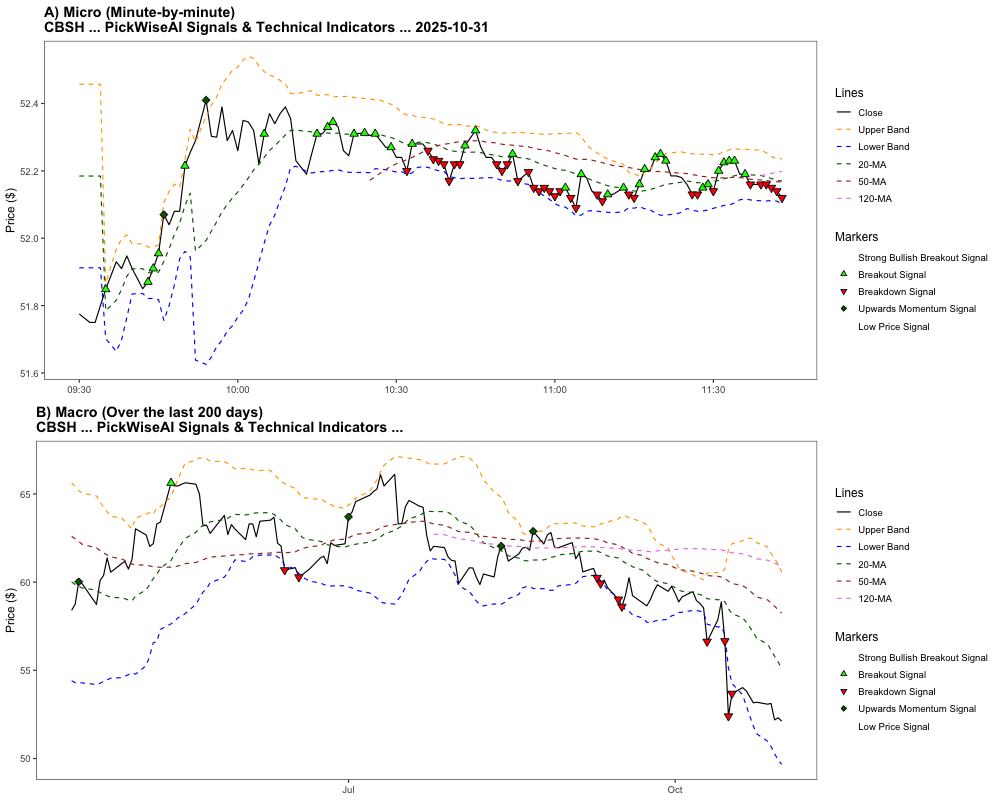 A) Micro (Minute-by-minute)
CBSH ... PickWiseAI Signals & Technical Indicators ... 2025-10-31
Price ($)
52.4
52.2
52.0
51.8
51.6
09:30
10:00
10:30
11:00
11:30
Lines
Close
Upper Band
Lower Band
20-MA
50-MA
120-MA
Markers
Strong Bullish Breakout Signal
Breakout Signal
Breakdown Signal
Upwards Momentum Signal
Low Price Signal
B) Macro (Over the last 200 days)
CBSH ... PickWiseAI Signals & Technical Indicators ...
Price ($)
65
60
55
50
Jul
Oct
Lines
Close
Upper Band
Lower Band
20-MA
50-MA
120-MA
Markers
Strong Bullish Breakout Signal
Breakout Signal
Breakdown Signal
Upwards Momentum Signal
Low Price Signal